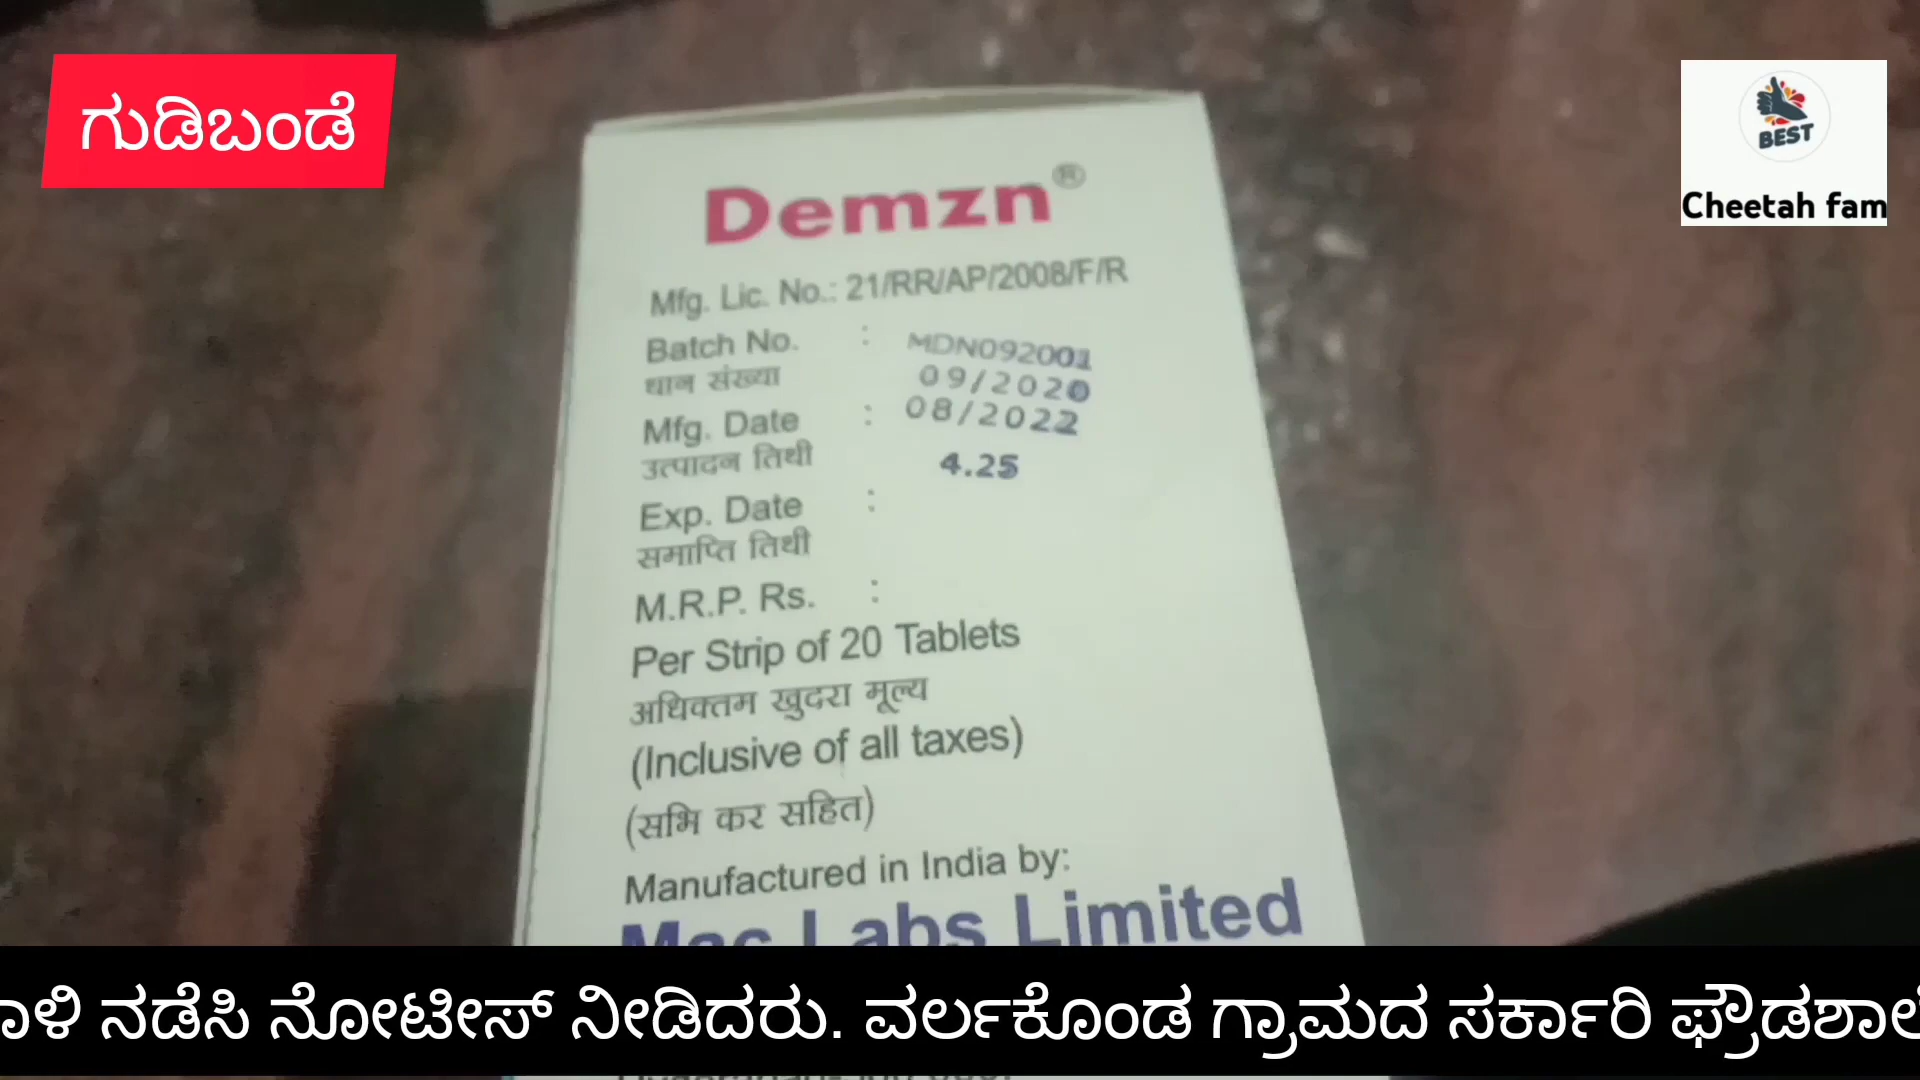 ಗುಡಿಬಂಡೆ
BEST
Cheetah fam
Demzn®
Mfg. Lic. No.: 21/RR/AP/2008/F/R
Batch No. : MDN092001
थान संख्या 09/2020
Mfg. Date : 08/2022
उत्पादन तिथी 4.25
Exp. Date :
समाप्ति तिथी
M.R.P. Rs. :
Per Strip of 20 Tablets
अधिक्तम खुदरा मूल्य
(Inclusive of all taxes)
(सभि कर सहित)
Manufactured in India by:
Mac Labs Limited
ನಡೆಸಿ ನೋಟೀಸ್ ನೀಡಿದರು. ವರ್ಲಕೊಂಡ ಗ್ರಾಮದ ಸರ್ಕಾರಿ